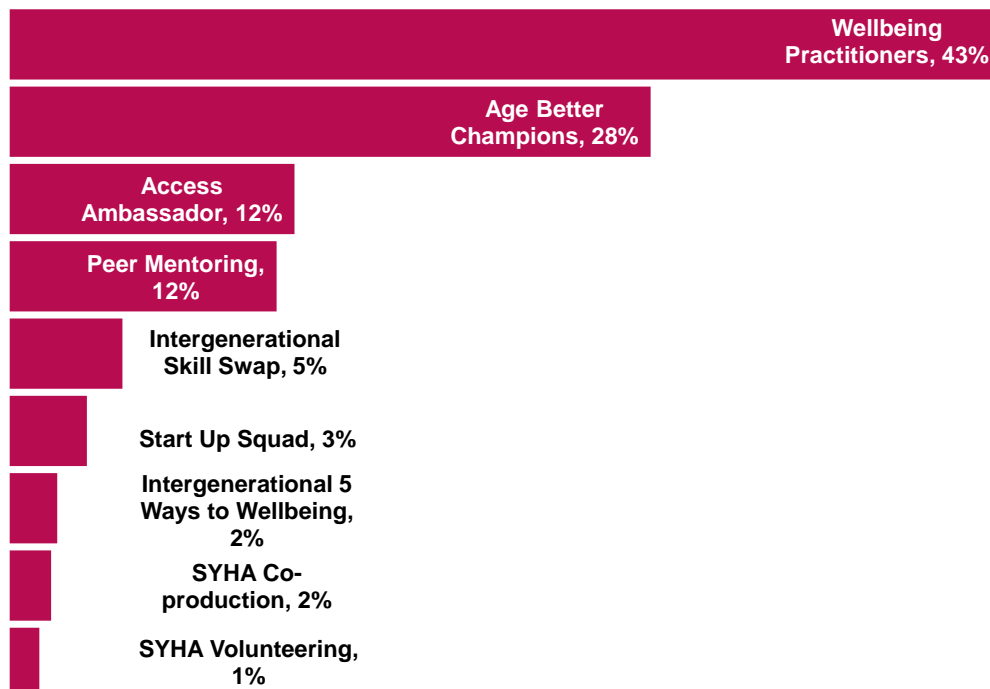 Wellbeing
Practitioners, 43%
Age Better
Champions, 28%
Access
Ambassador, 12%
Peer Mentoring,
12%
Intergenerational
Skill Swap, 5%
Start Up Squad, 3%
Intergenerational 5
Ways to Wellbeing,
2%
SYHA Co-
production, 2%
SYHA Volunteering,
1%